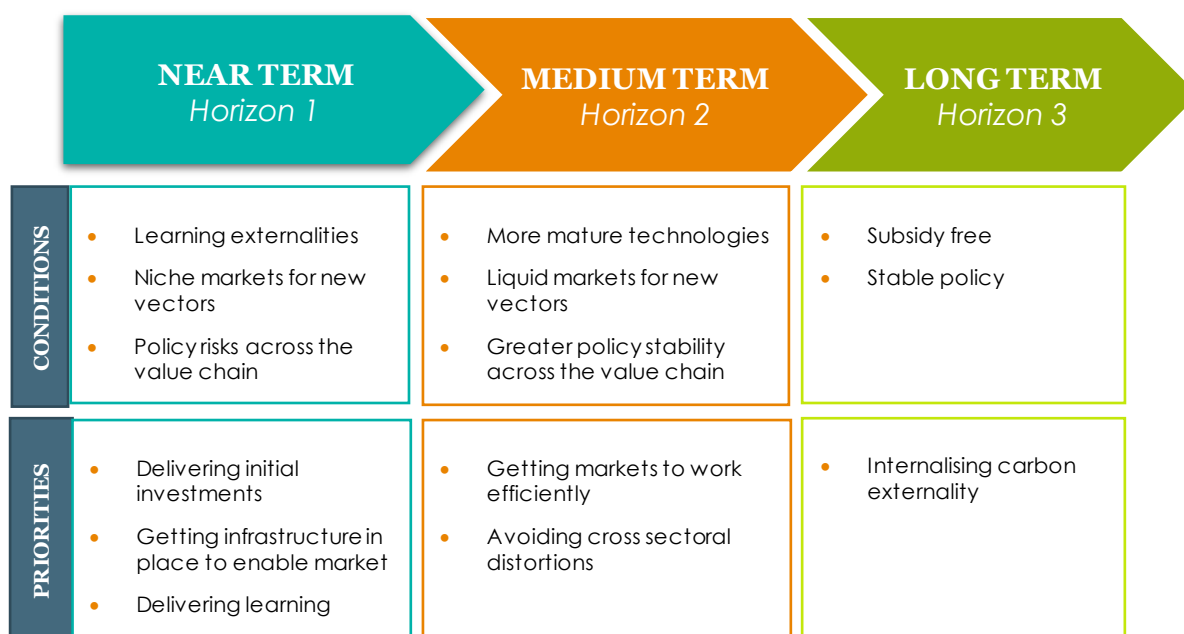 NEAR TERM
Horizon 1
MEDIUM TERM
Horizon 2
LONG TERM
Horizon 3
CONDITIONS
Learning externalities
Niche markets for new
vectors
Policy risks across the
value chain
More mature technologies
Liquid markets for new
vectors
Greater policy stability
across the value chain
Subsidy free
Stable policy
PRIORITIES
Delivering initial
investments
Getting infrastructure in
place to enable market
Delivering learning
Getting markets to work
efficiently
Avoiding cross sectoral
distortions
Internalising carbon
externality